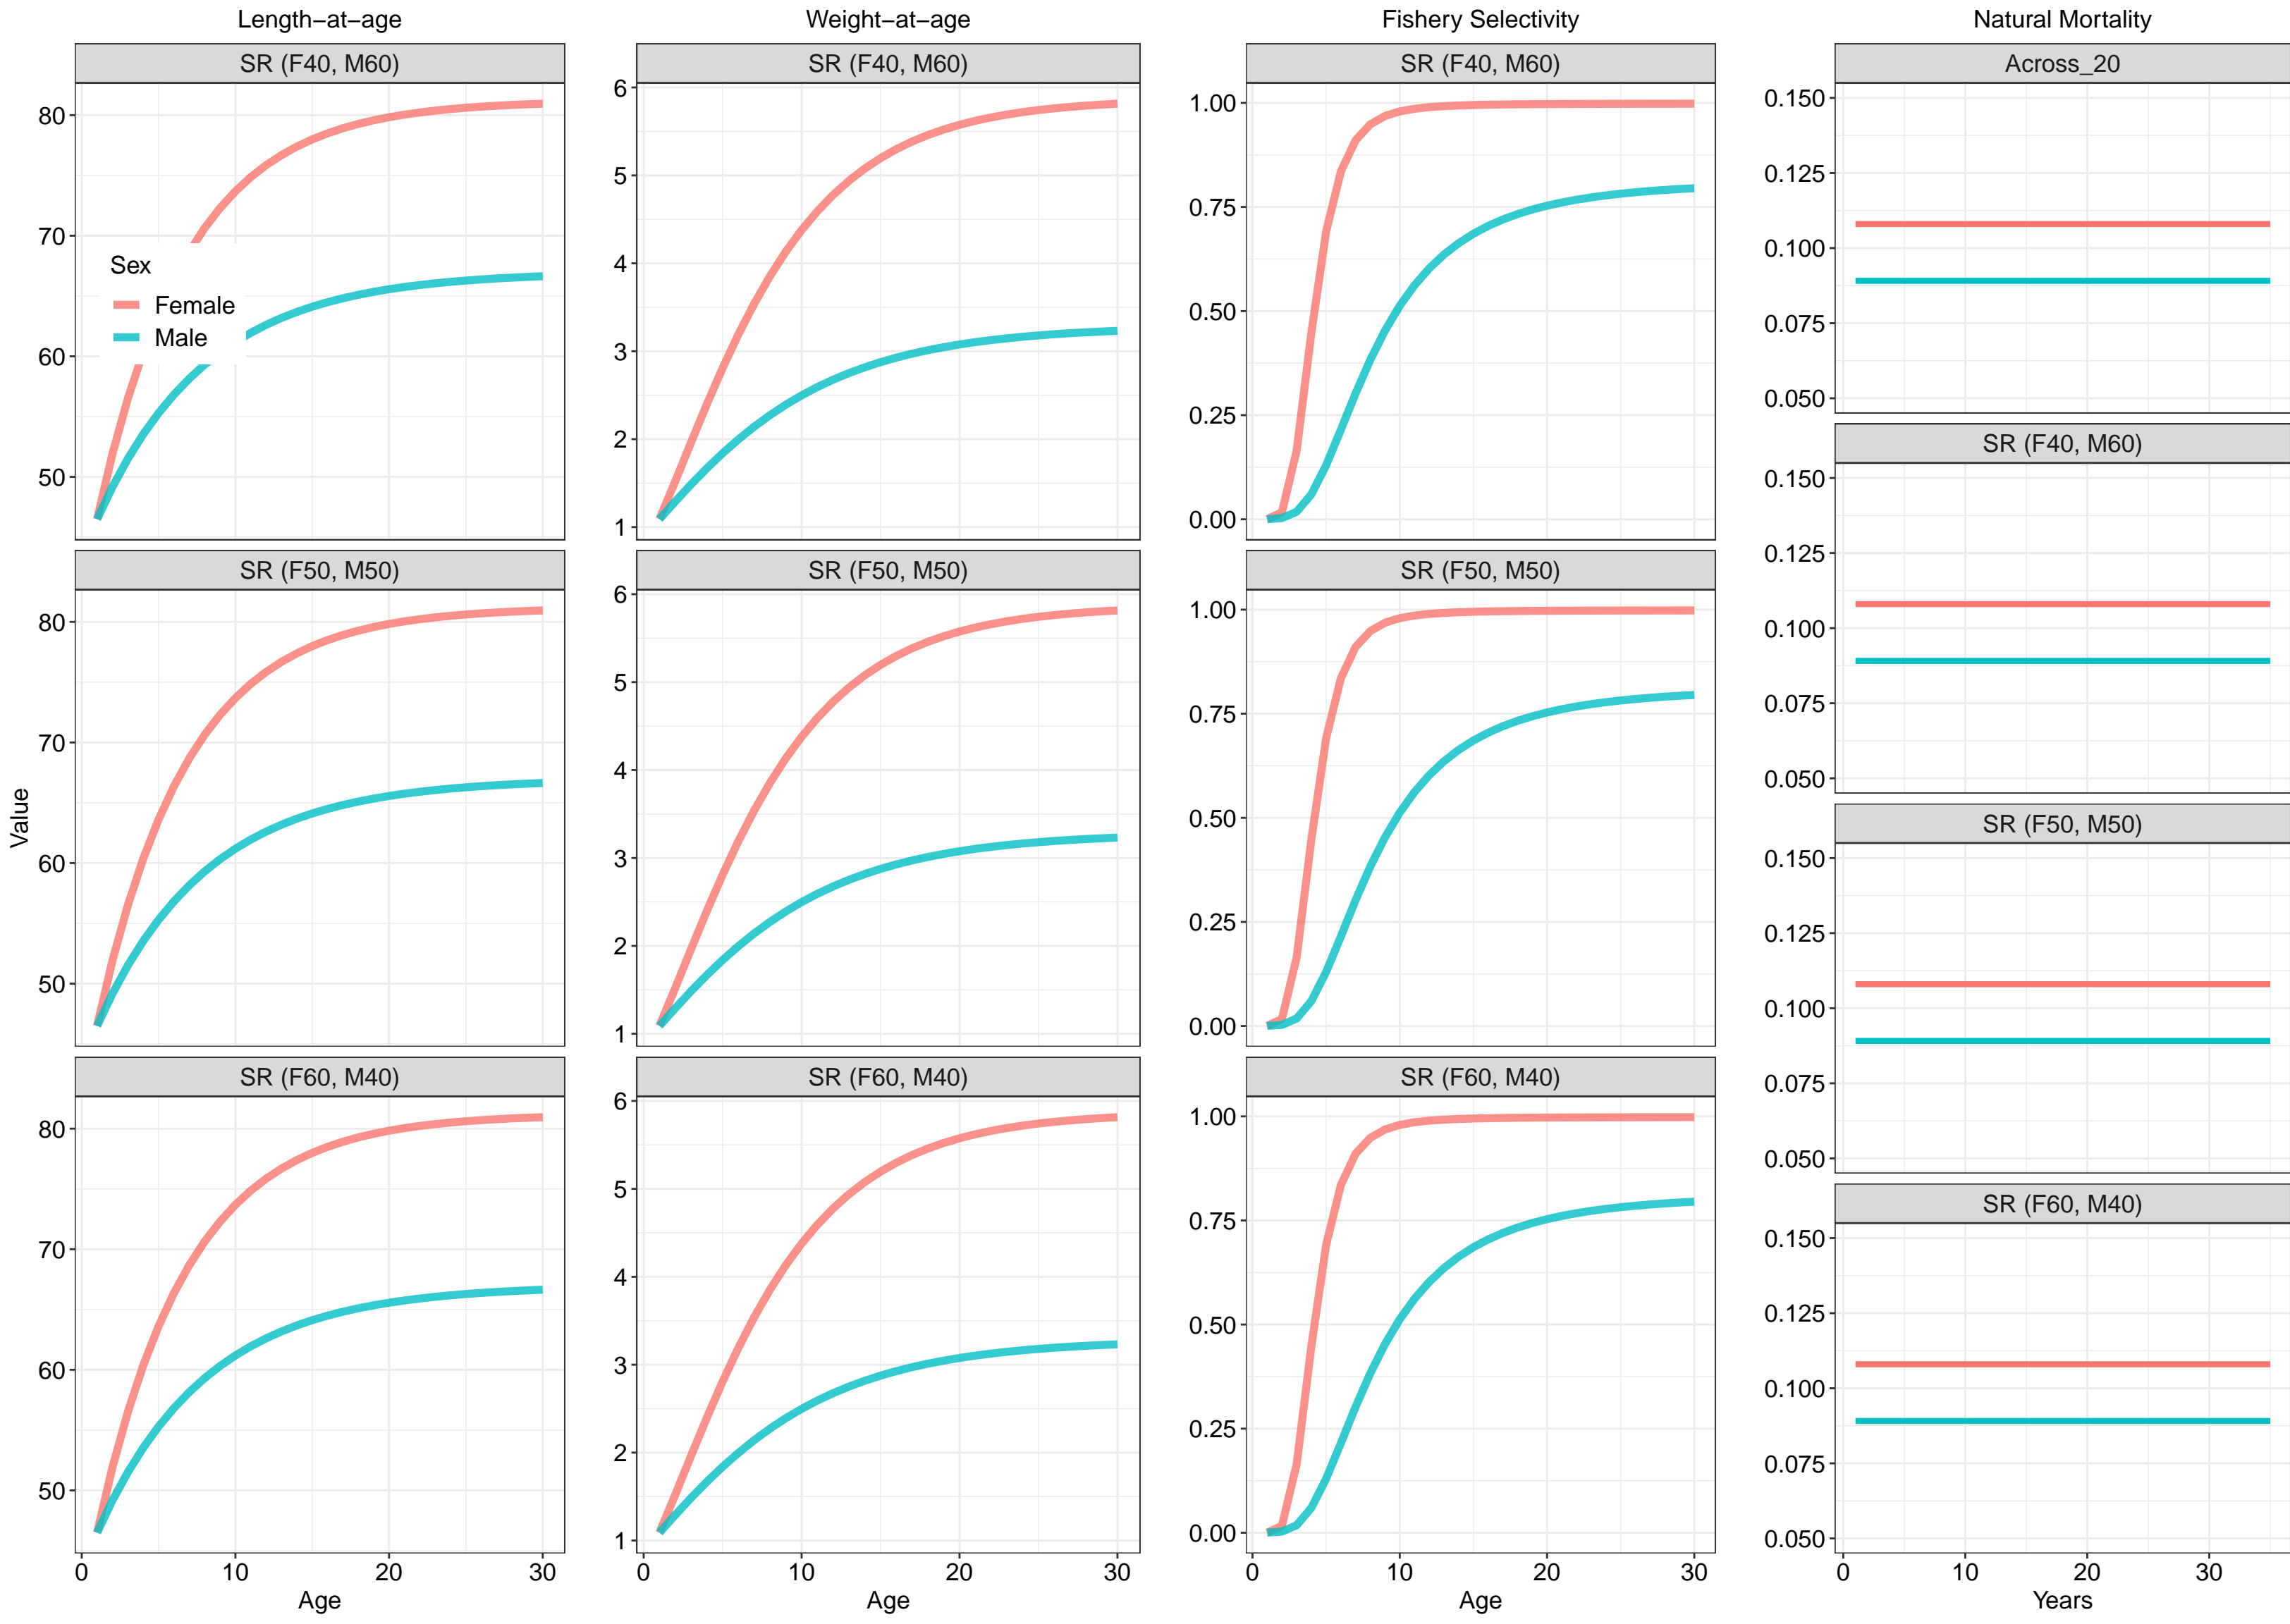 Length−at−age
Weight−at−age
Fishery Selectivity
Natural Mortality
Value
SR (F40, M60)
80
70
60
50
Sex
Female
Male
SR (F50, M50)
80
70
60
50
SR (F60, M40)
80
70
60
50
0 10 20 30
Age
SR (F40, M60)
6
5
4
3
2
1
SR (F50, M50)
6
5
4
3
2
1
SR (F60, M40)
6
5
4
3
2
1
0 10 20 30
Age
SR (F40, M60)
1.00
0.75
0.50
0.25
0.00
SR (F50, M50)
1.00
0.75
0.50
0.25
0.00
SR (F60, M40)
1.00
0.75
0.50
0.25
0.00
0 10 20 30
Age
Across_20
0.150
0.125
0.100
0.075
0.050
SR (F40, M60)
0.150
0.125
0.100
0.075
0.050
SR (F50, M50)
0.150
0.125
0.100
0.075
0.050
SR (F60, M40)
0.150
0.125
0.100
0.075
0.050
0 10 20 30
Years